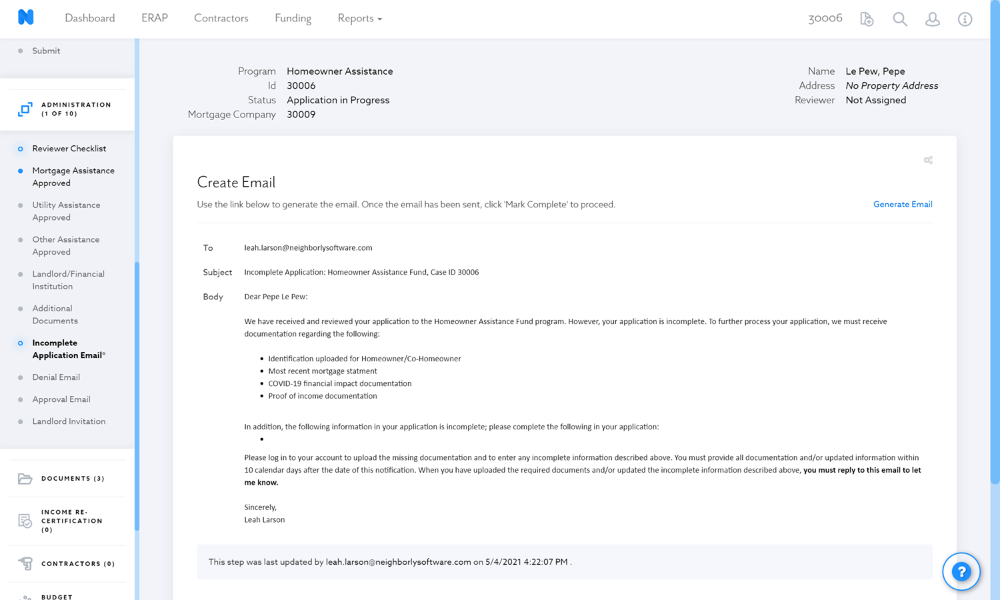 N Dashboard ERAP Contractors Funding Reports 30006
Submit
ADMINISTRATION
(1 OF 10)
Reviewer Checklist
Mortgage Assistance
Approved
Utility Assistance
Approved
Other Assistance
Approved
Landlord/Financial
Institution
Additional
Documents
Incomplete
Application Email*
Denial Email
Approval Email
Landlord Invitation
DOCUMENTS (3)
INCOME RE-
CERTIFICATION
(0)
CONTRACTORS (0)
BUDGET
Program Homeowner Assistance
Id 30006
Status Application in Progress
Mortgage Company 30009
Name Le Pew, Pepe
Address No Property Address
Reviewer Not Assigned
Create Email
Use the link below to generate the email. Once the email has been sent, click 'Mark Complete' to proceed.
Generate Email
To leah.larson@neighborlysoftware.com
Subject Incomplete Application: Homeowner Assistance Fund, Case ID 30006
Body Dear Pepe Le Pew:
We have received and reviewed your application to the Homeowner Assistance Fund program. However, your application is incomplete. To further process your application, we must receive
documentation regarding the following:
• Identification uploaded for Homeowner/Co-Homeowner
• Most recent mortgage statment
• COVID-19 financial impact documentation
• Proof of income documentation
In addition, the following information in your application is incomplete; please complete the following in your application:
•
Please log in to your account to upload the missing documentation and to enter any incomplete information described above. You must provide all documentation and/or updated information within
10 calendar days after the date of this notification. When you have uploaded the required documents and/or updated the incomplete information described above, you must reply to this email to let
me know.
Sincerely,
Leah Larson
This step was last updated by leah.larson@neighborlysoftware.com on 5/4/2021 4:22:07 PM .
?